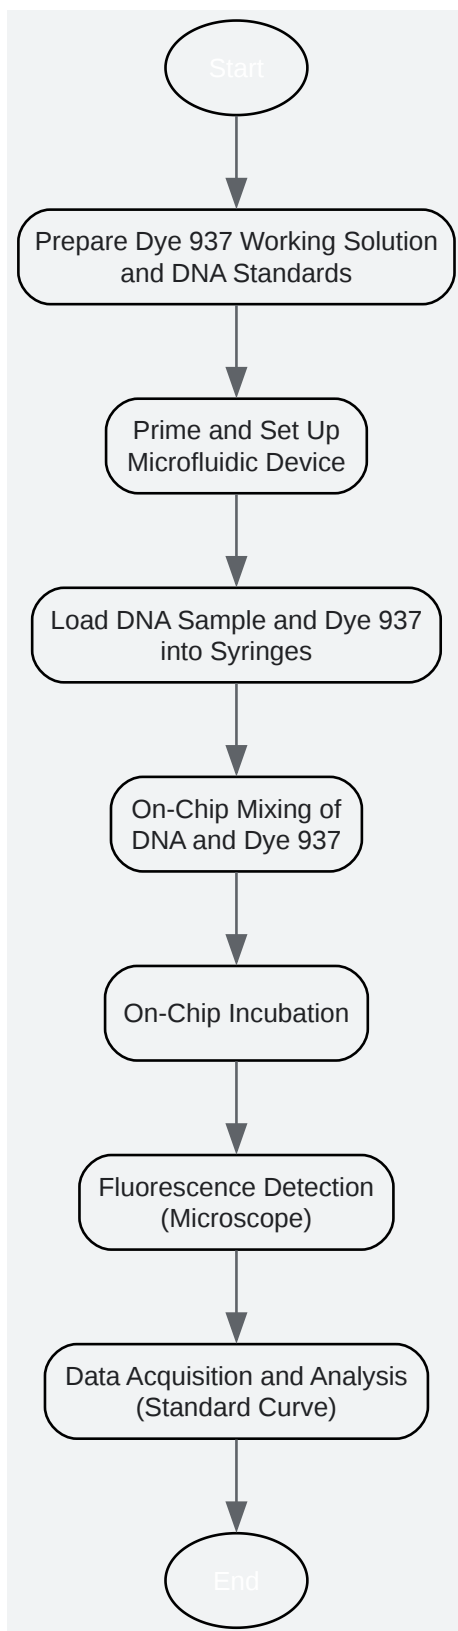 Start
Prepare Dye 937 Working Solution
and DNA Standards
Prime and Set Up
Microfluidic Device
Load DNA Sample and Dye 937
into Syringes
On-Chip Mixing of
DNA and Dye 937
On-Chip Incubation
Fluorescence Detection
(Microscope)
Data Acquisition and Analysis
(Standard Curve)
End